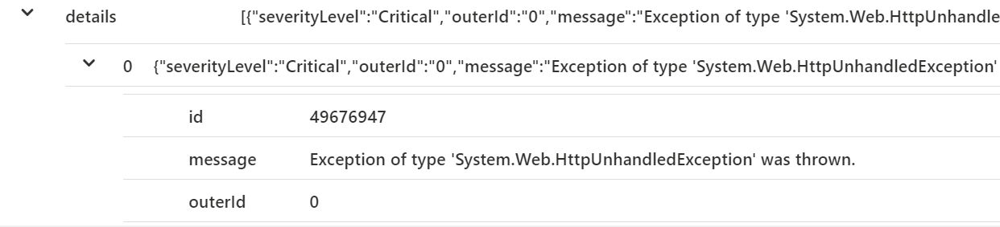 details [{"severityLevel":"Critical","outerId":"0","message":"Exception of type 'System.Web.HttpUnhandle
0 {"severityLevel":"Critical","outerId":"0","message":"Exception of type 'System.Web.HttpUnhandledException'
id 49676947
message Exception of type 'System.Web.HttpUnhandledException' was thrown.
outerId 0